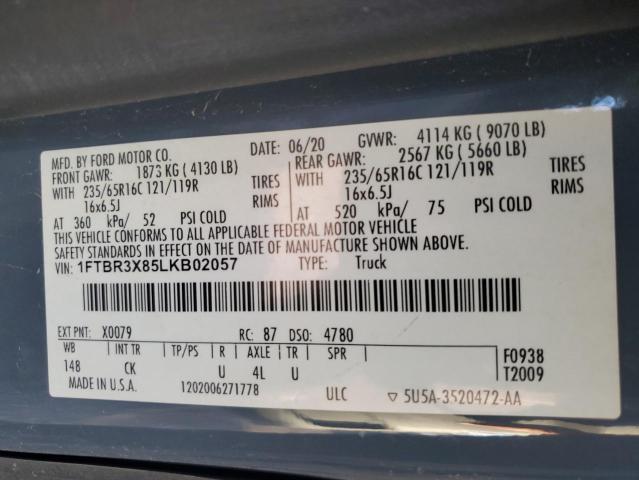 MFD. BY FORD MOTOR CO.
DATE: 06/20 GVWR: 4114 KG ( 9070 LB)
FRONT GAWR: 1873 KG ( 4130 LB)
REAR GAWR: 2567 KG ( 5660 LB)
WITH 235/65R16C 121/119R TIRES
WITH 235/65R16C 121/119R TIRES
16x6.5J RIMS
16x6.5J RIMS
AT 360 kPa/ 52 PSI COLD
AT 520 kPa/ 75 PSI COLD
THIS VEHICLE CONFORMS TO ALL APPLICABLE FEDERAL MOTOR VEHICLE
SAFETY STANDARDS IN EFFECT ON THE DATE OF MANUFACTURE SHOWN ABOVE.
VIN: 1FTBR3X85LKB02057 TYPE: Truck
EXT PNT: X0079 RC: 87 DSO: 4780
WB INT TR TP/PS R AXLE TR SPR
148 CK U 4L U
F0938
T2009
MADE IN U.S.A. 1202006271778 ULC ▽ 5U5A-3520472-AA